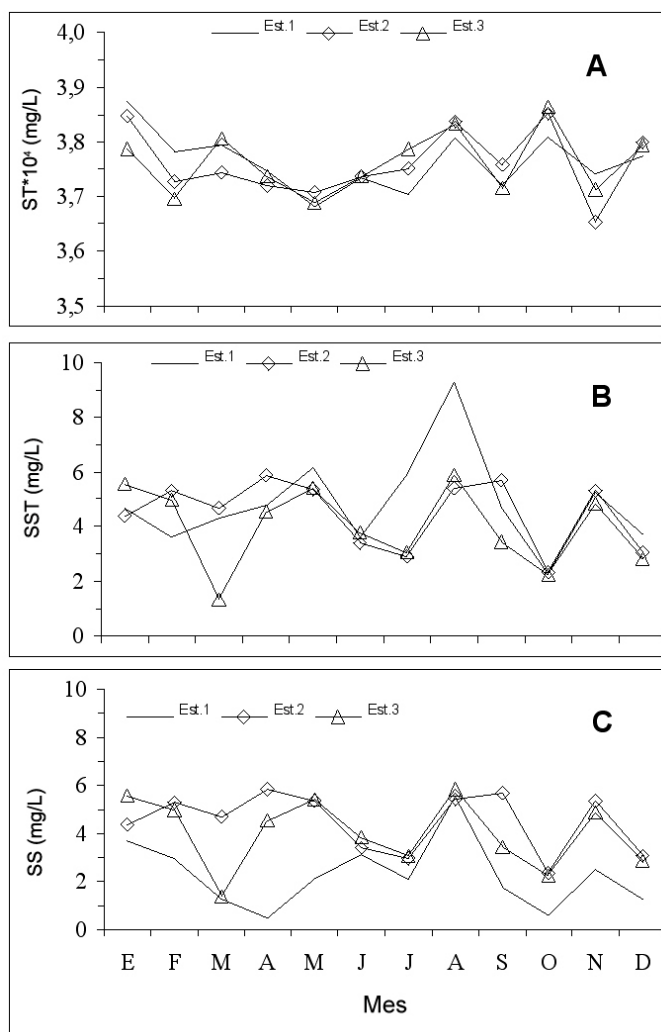 Est.1 Est.2 Est.3
A
ST*10⁴ (mg/L)
4,0
3,9
3,8
3,7
3,6
3,5
Est.1 Est.2 Est.3
B
SST (mg/L)
10
8
6
4
2
0
Est.1 Est.2 Est.3
C
SS (mg/L)
10
8
6
4
2
0
E F M A M J J A S O N D
Mes